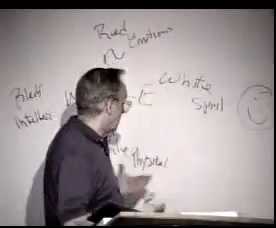 Red
Emotions
N
White
Spirit
E
Black
Intellect
W
Physical